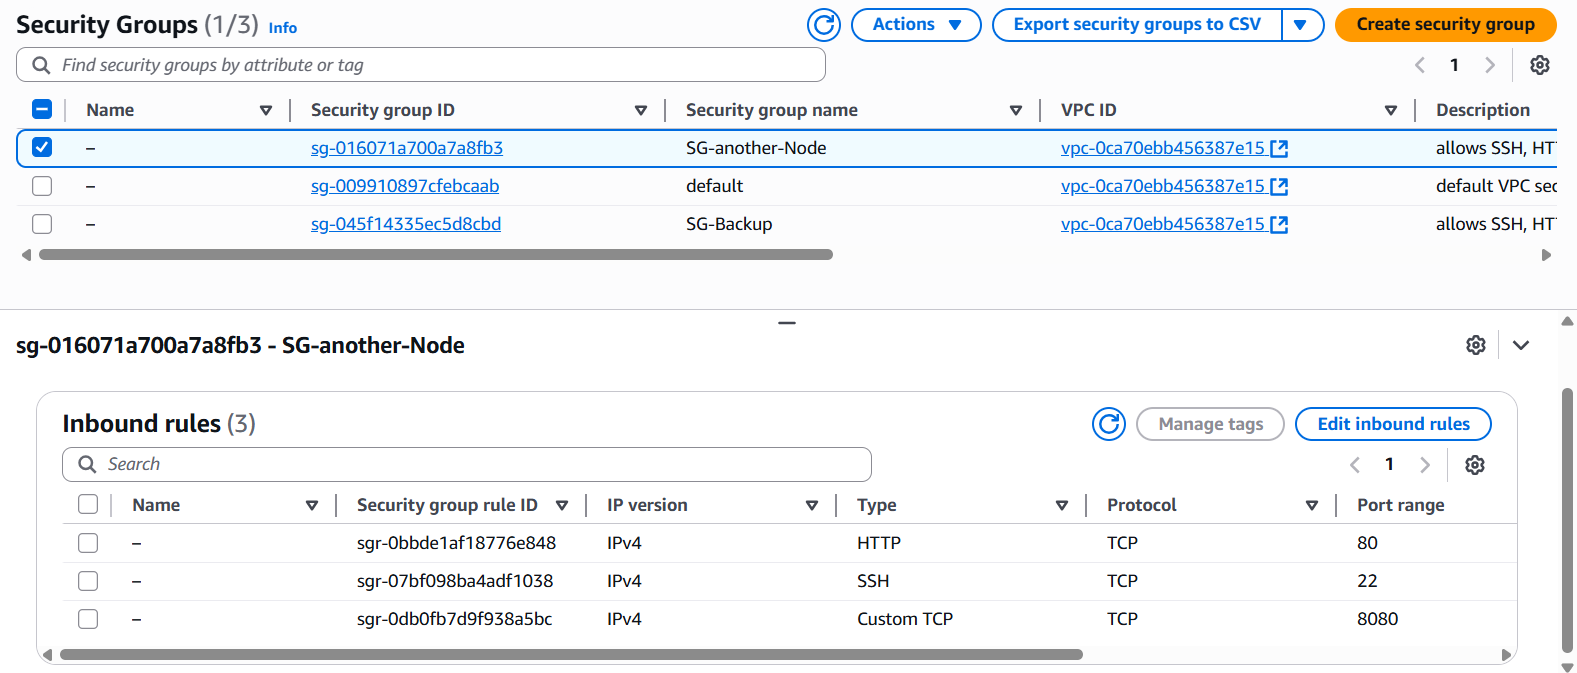 Security Groups (1/3) Info Actions Export security groups to CSV Create security group
Find security groups by attribute or tag 1
Name Security group ID Security group name VPC ID Description
– sg-016071a700a7a8fb3 SG-another-Node vpc-0ca70ebb456387e15 allows SSH, HT
– sg-009910897cfebcaab default vpc-0ca70ebb456387e15 default VPC sec
– sg-045f14335ec5d8cbd SG-Backup vpc-0ca70ebb456387e15 allows SSH, HT
sg-016071a700a7a8fb3 - SG-another-Node
Inbound rules (3) Manage tags Edit inbound rules
Search 1
Name Security group rule ID IP version Type Protocol Port range
– sgr-0bbde1af18776e848 IPv4 HTTP TCP 80
– sgr-07bf098ba4adf1038 IPv4 SSH TCP 22
– sgr-0db0fb7d9f938a5bc IPv4 Custom TCP TCP 8080